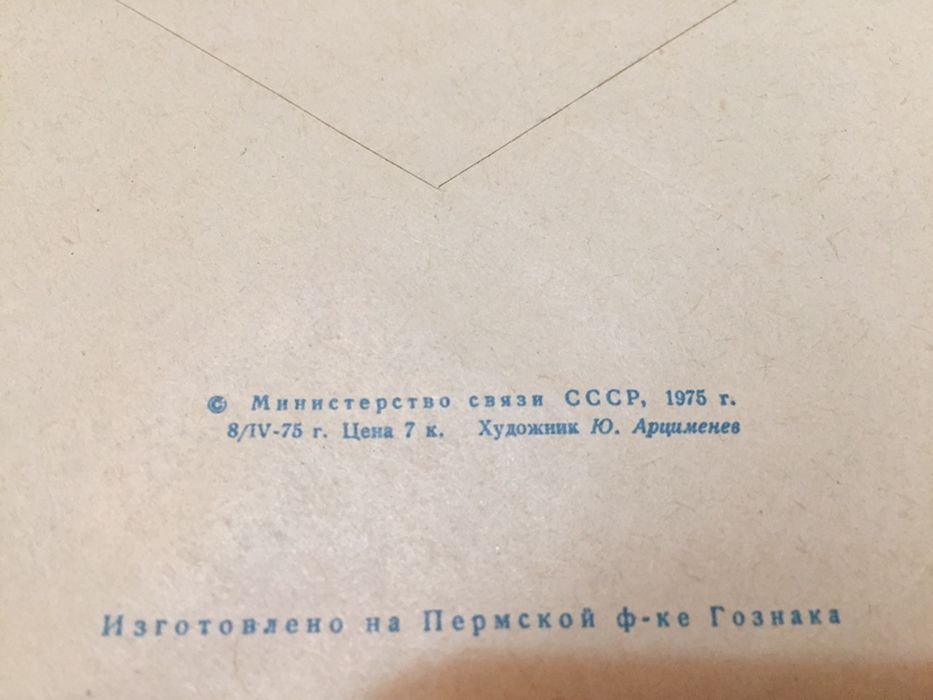 © Министерство связи СССР, 1975 г.
8/IV-75 г. Цена 7 к. Художник Ю. Арцименев
Изготовлено на Пермской ф-ке Гознака